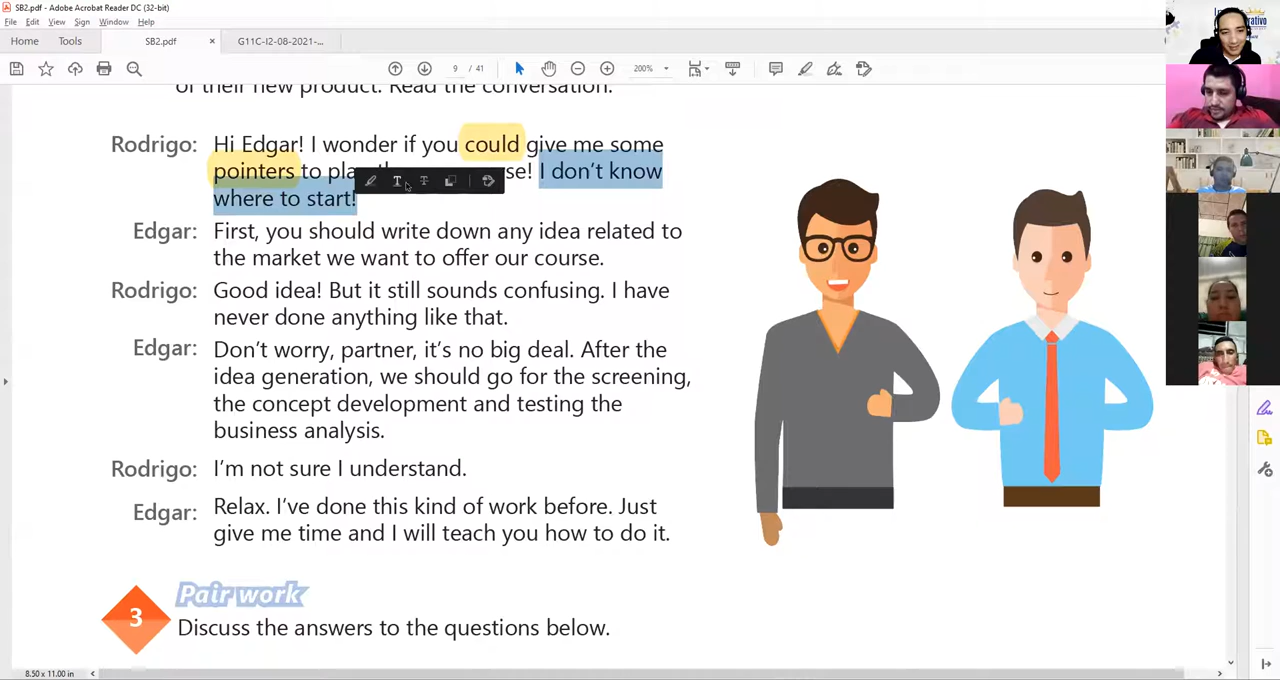 SB2.pdf - Adobe Acrobat Reader DC (32-bit)
File Edit View Sign Window Help
Home Tools SB2.pdf × G11C-I2-08-2021-...
9 / 41 200%
of their new product. Read the conversation.
Rodrigo: Hi Edgar! I wonder if you could give me some
pointers to se! I don't know
where to start!
Edgar: First, you should write down any idea related to
the market we want to offer our course.
Rodrigo: Good idea! But it still sounds confusing. I have
never done anything like that.
Edgar: Don't worry, partner, it's no big deal. After the
idea generation, we should go for the screening,
the concept development and testing the
business analysis.
Rodrigo: I'm not sure I understand.
Edgar: Relax. I've done this kind of work before. Just
give me time and I will teach you how to do it.
3 Pair work
Discuss the answers to the questions below.
8.50 x 11.00 in